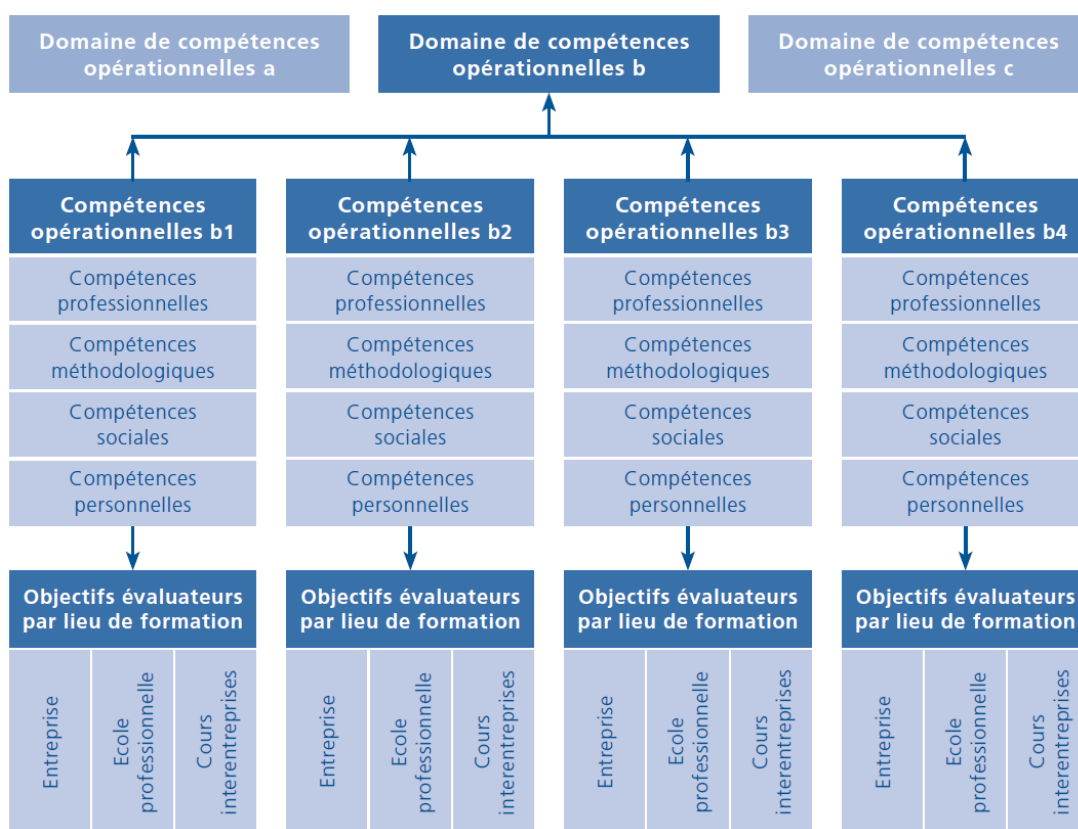 Domaine de compétences
opérationnelles a
Domaine de compétences
opérationnelles b
Domaine de compétences
opérationnelles c
Compétences
opérationnelles b1
Compétences
professionnelles
Compétences
méthodologiques
Compétences
sociales
Compétences
personnelles
Objectifs évaluateurs
par lieu de formation
Entreprise
Ecole
professionnelle
Cours
interentreprises
Compétences
opérationnelles b2
Compétences
professionnelles
Compétences
méthodologiques
Compétences
sociales
Compétences
personnelles
Objectifs évaluateurs
par lieu de formation
Entreprise
Ecole
professionnelle
Cours
interentreprises
Compétences
opérationnelles b3
Compétences
professionnelles
Compétences
méthodologiques
Compétences
sociales
Compétences
personnelles
Objectifs évaluateurs
par lieu de formation
Entreprise
Ecole
professionnelle
Cours
interentreprises
Compétences
opérationnelles b4
Compétences
professionnelles
Compétences
méthodologiques
Compétences
sociales
Compétences
personnelles
Objectifs évaluateurs
par lieu de formation
Entreprise
Ecole
professionnelle
Cours
interentreprises